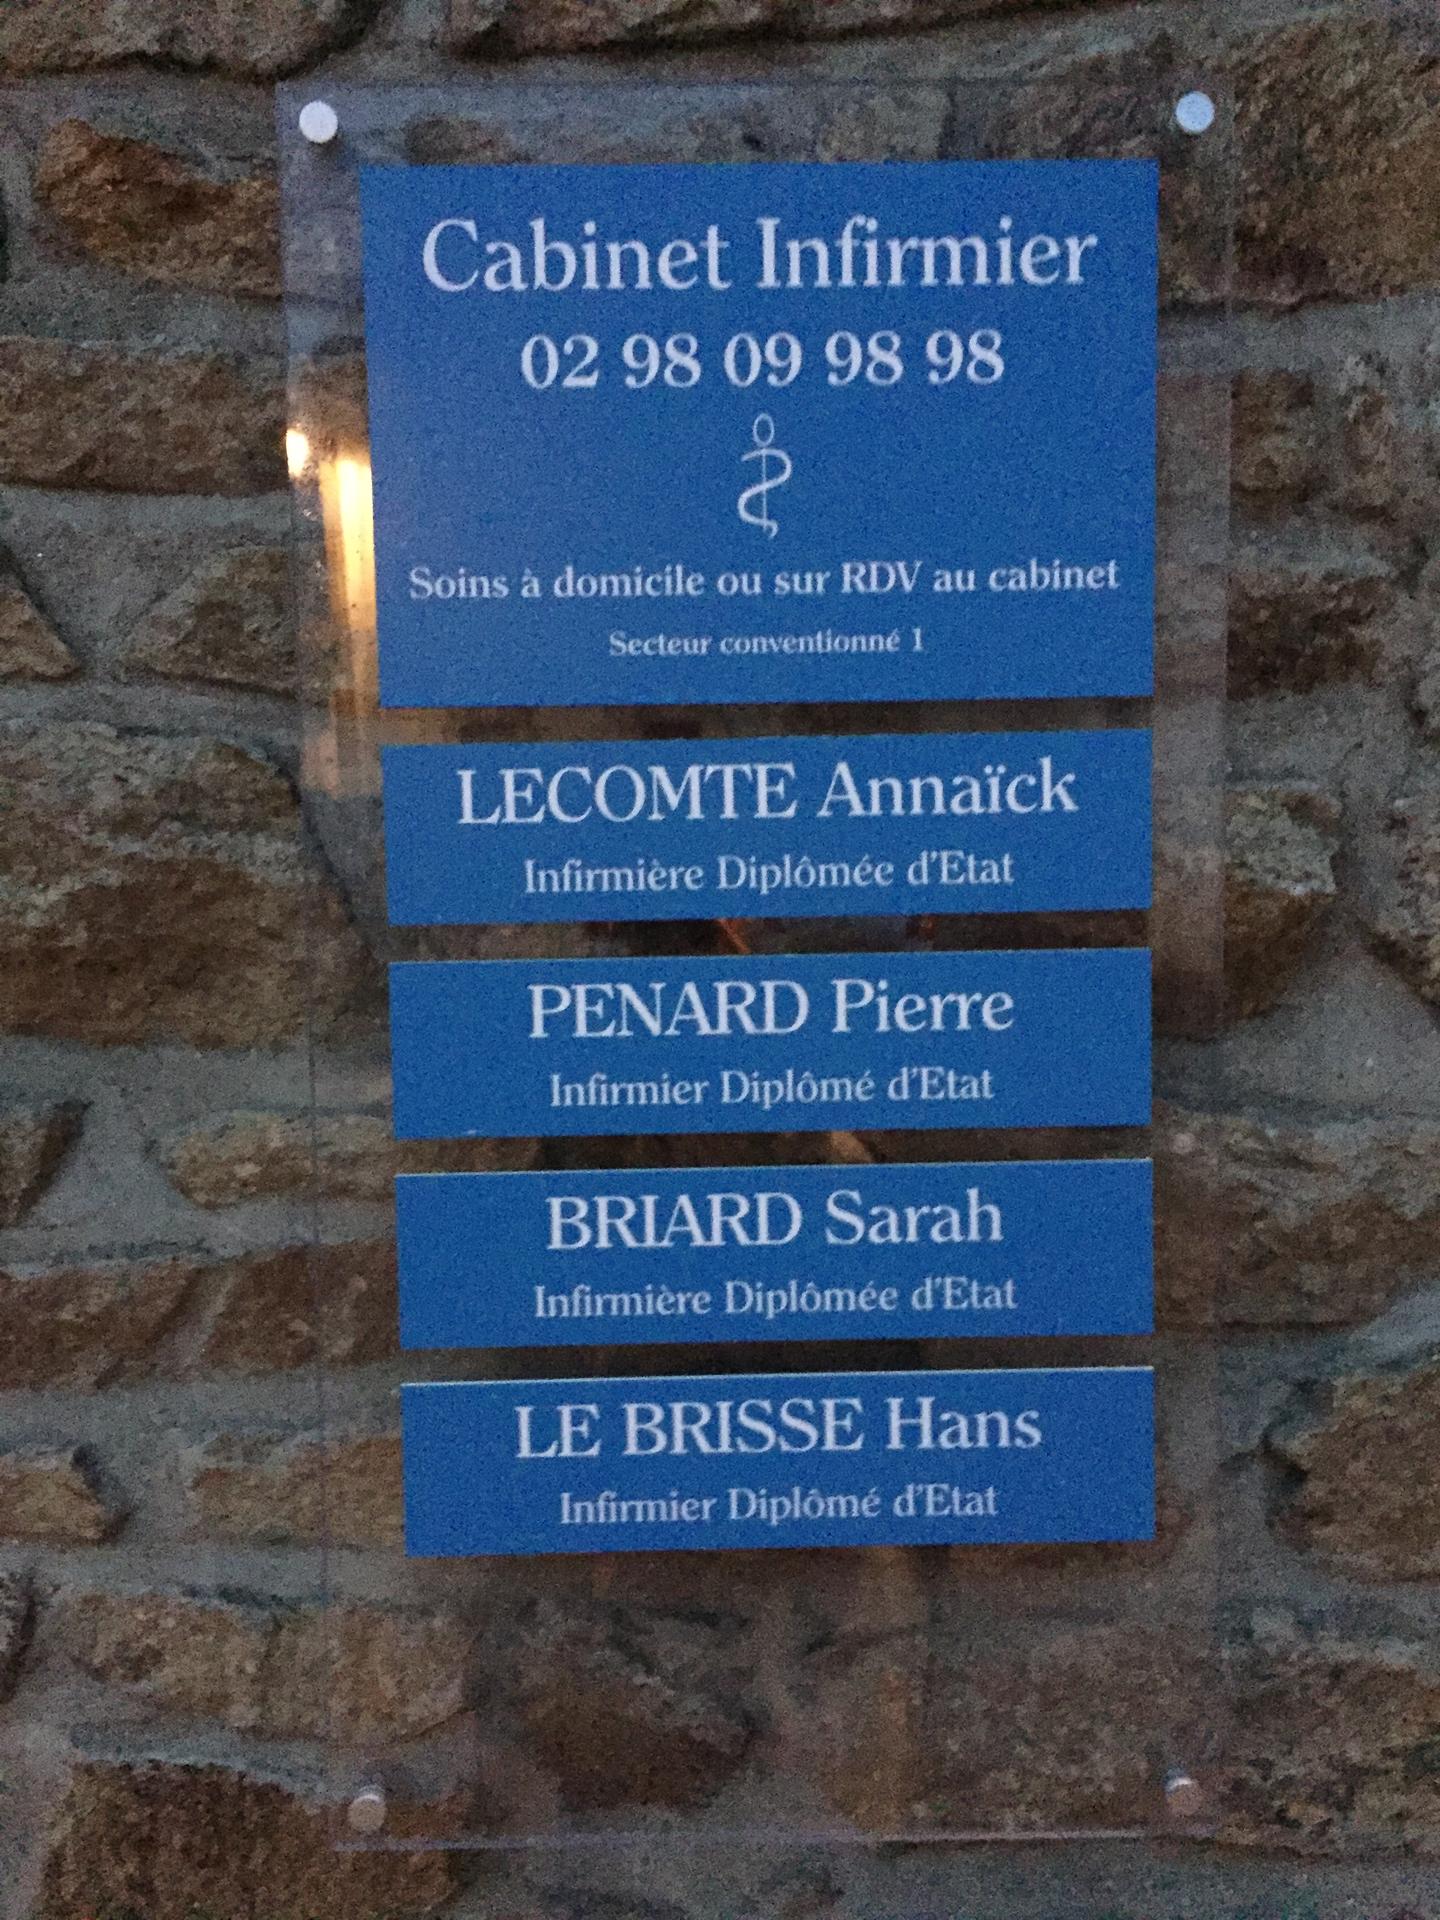 Cabinet Infirmier
02 98 09 98 98
Soins à domicile ou sur RDV au cabinet
Secteur conventionné 1
LECOMTE Annaïck
Infirmière Diplômée d'Etat
PENARD Pierre
Infirmier Diplômé d'Etat
BRIARD Sarah
Infirmière Diplômée d'Etat
LE BRISSE Hans
Infirmier Diplômé d'Etat